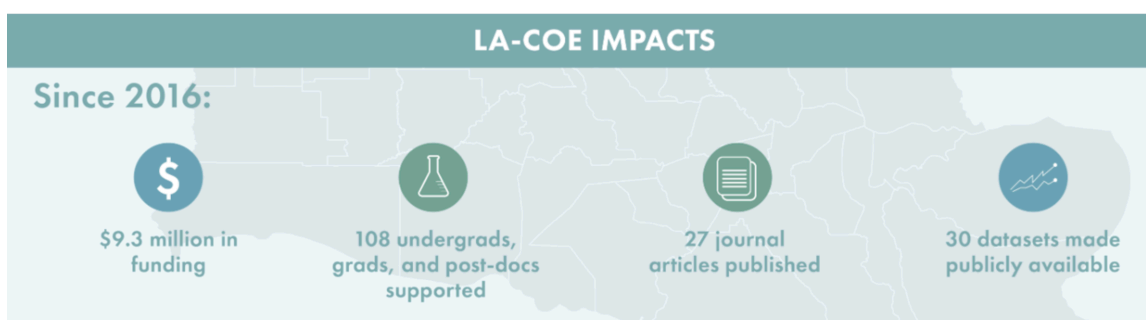 LA-COE IMPACTS
Since 2016:
$
$9.3 million in
funding
108 undergrads,
grads, and post-docs
supported
27 journal
articles published
30 datasets made
publicly available